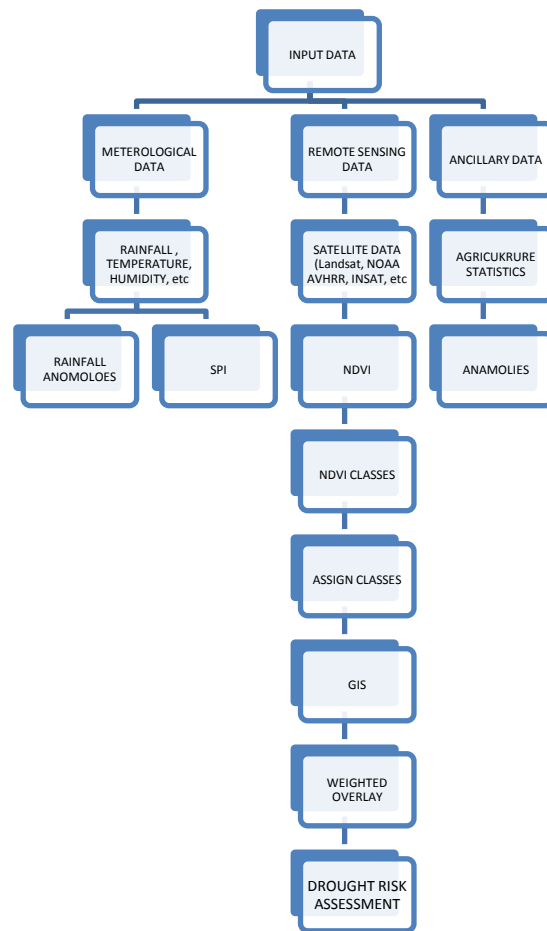 INPUT DATA
METEROLOGICAL
DATA
REMOTE SENSING
DATA
ANCILLARY DATA
RAINFALL ,
TEMPERATURE,
HUMIDITY, etc
SATELLITE DATA
(Landsat, NOAA
AVHRR, INSAT, etc
AGRICUKRURE
STATISTICS
RAINFALL
ANOMOLOES
SPI
NDVI
ANAMOLIES
NDVI CLASSES
ASSIGN CLASSES
GIS
WEIGHTED
OVERLAY
DROUGHT RISK
ASSESSMENT